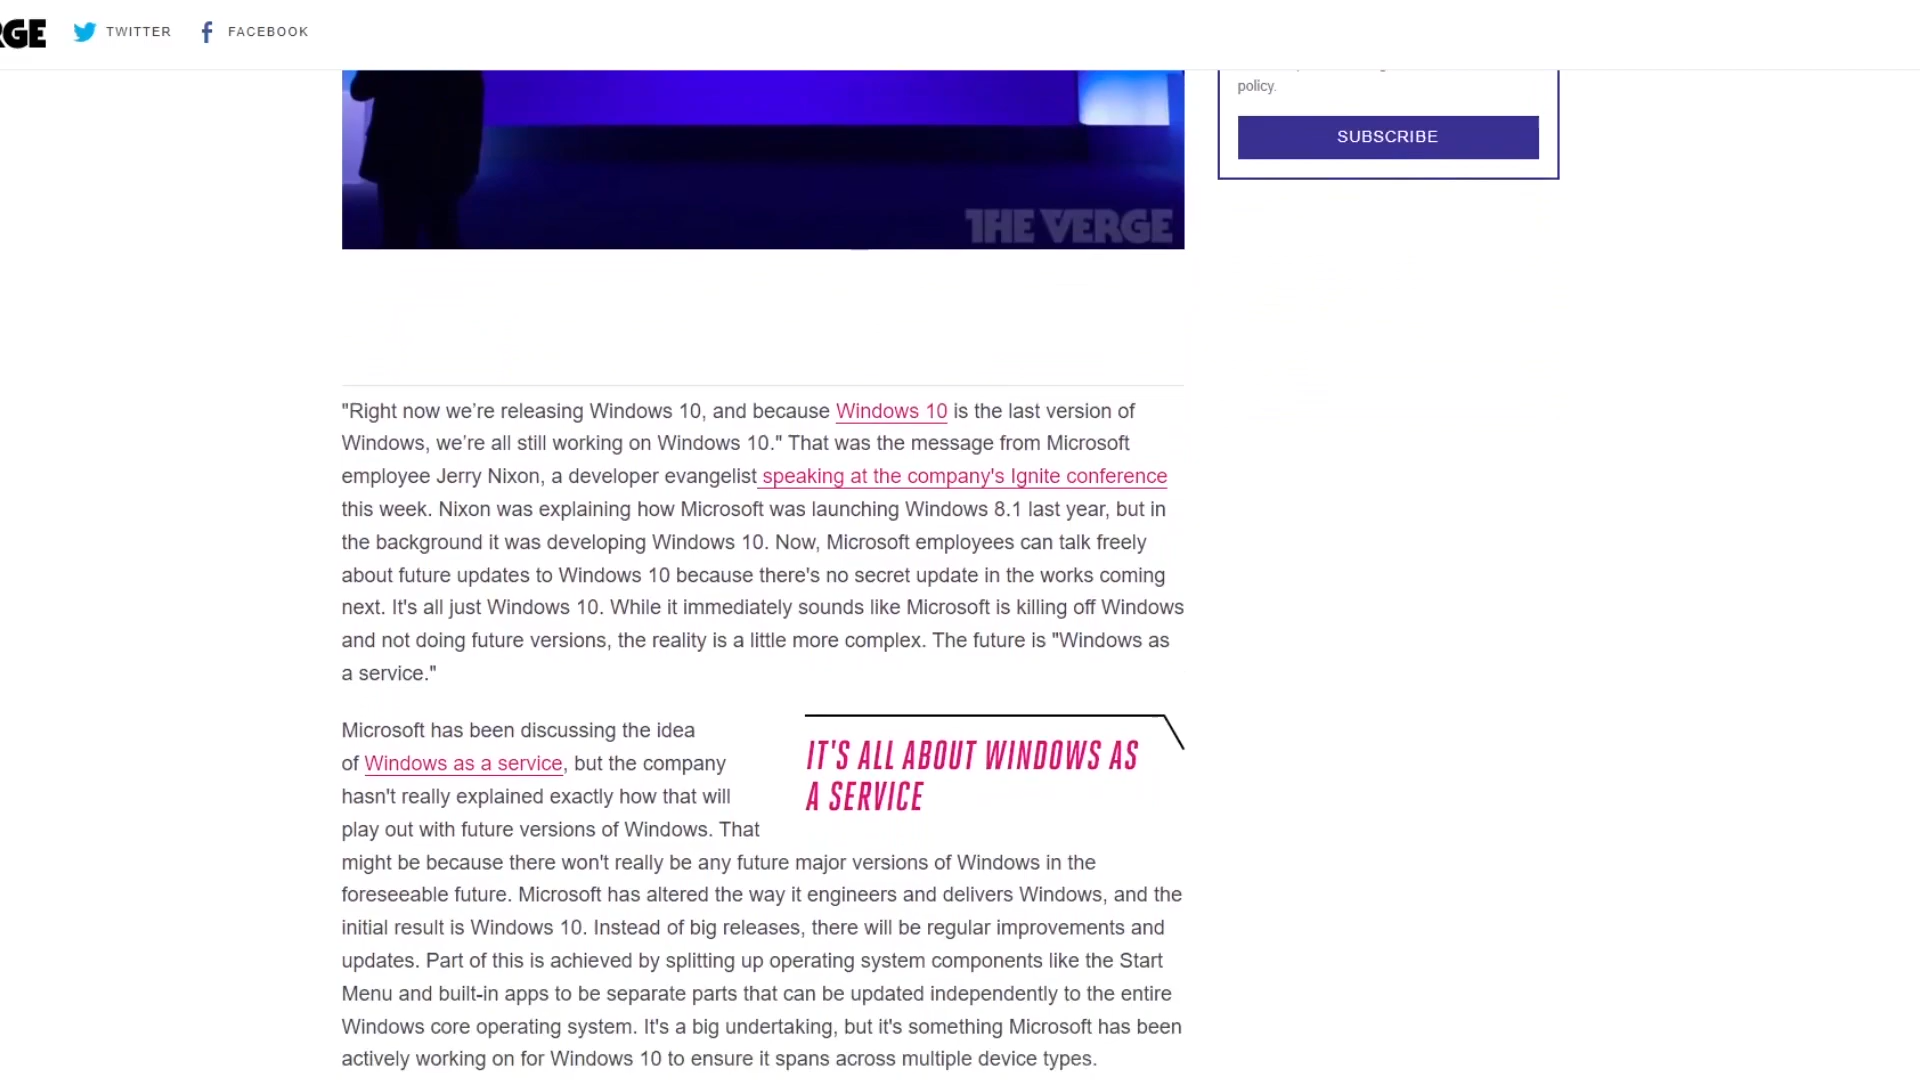 RGE
TWITTER
FACEBOOK
policy.
SUBSCRIBE
THE VERGE
"Right now we’re releasing Windows 10, and because Windows 10 is the last version of
Windows, we’re all still working on Windows 10." That was the message from Microsoft
employee Jerry Nixon, a developer evangelist speaking at the company's Ignite conference
this week. Nixon was explaining how Microsoft was launching Windows 8.1 last year, but in
the background it was developing Windows 10. Now, Microsoft employees can talk freely
about future updates to Windows 10 because there's no secret update in the works coming
next. It's all just Windows 10. While it immediately sounds like Microsoft is killing off Windows
and not doing future versions, the reality is a little more complex. The future is "Windows as
a service."
Microsoft has been discussing the idea
of Windows as a service, but the company
hasn't really explained exactly how that will
play out with future versions of Windows. That
IT'S ALL ABOUT WINDOWS AS
A SERVICE
might be because there won't really be any future major versions of Windows in the
foreseeable future. Microsoft has altered the way it engineers and delivers Windows, and the
initial result is Windows 10. Instead of big releases, there will be regular improvements and
updates. Part of this is achieved by splitting up operating system components like the Start
Menu and built-in apps to be separate parts that can be updated independently to the entire
Windows core operating system. It's a big undertaking, but it's something Microsoft has been
actively working on for Windows 10 to ensure it spans across multiple device types.